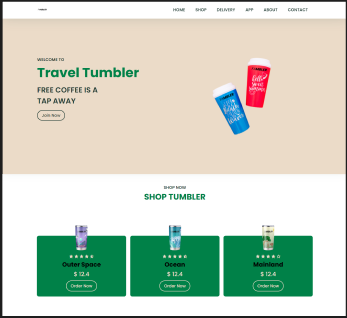 HOME SHOP DELIVERY APP ABOUT CONTACT
WELCOME TO
Travel Tumbler
FREE COFFEE IS A
TAP AWAY
Join Now
SHOP NOW
SHOP TUMBLER
Outer Space
$ 12.4
Order Now
Ocean
$ 12.4
Order Now
Mainland
$ 12.4
Order Now